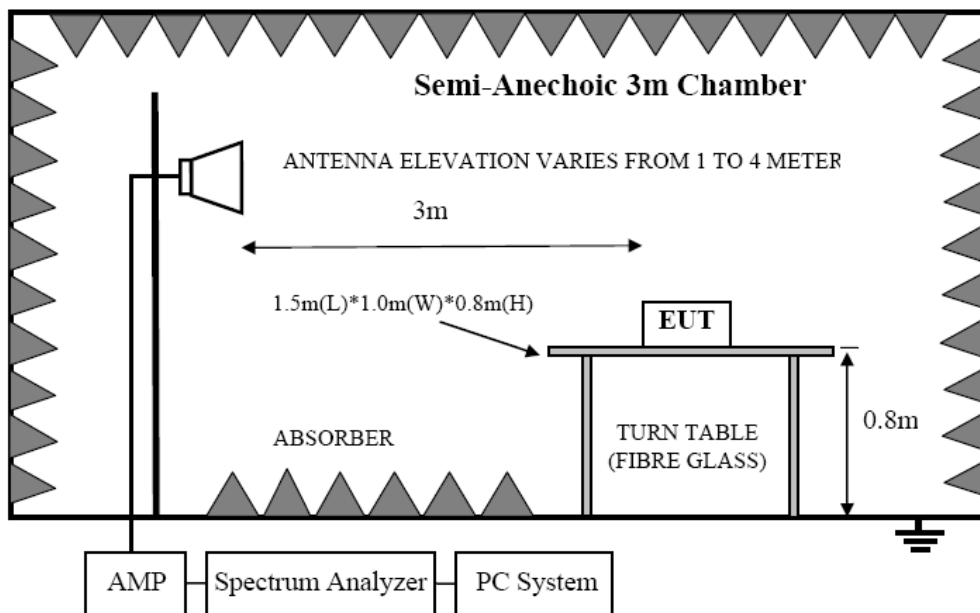 Semi-Anechoic 3m Chamber
ANTENNA ELEVATION VARIES FROM 1 TO 4 METER
3m
1.5m(L)*1.0m(W)*0.8m(H)
EUT
0.8m
ABSORBER
TURN TABLE
(FIBRE GLASS)
AMP
Spectrum Analyzer
PC System